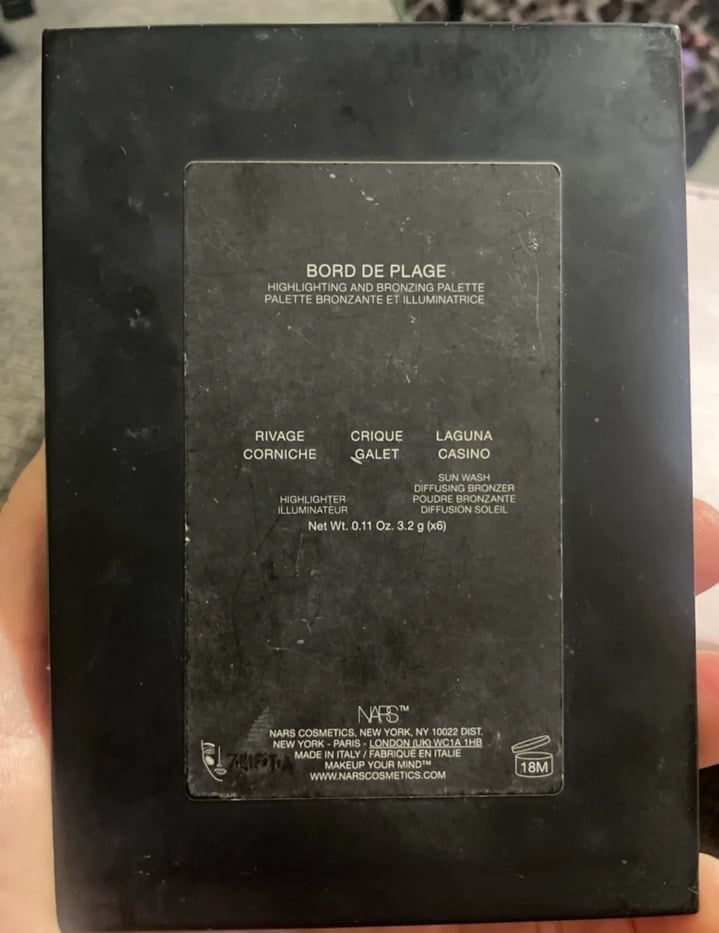 BORD DE PLAGE
HIGHLIGHTING AND BRONZING PALETTE
PALETTE BRONZANTE ET ILLUMINATRICE
RIVAGE CRIQUE LAGUNA
CORNICHE GALET CASINO
SUN WASH
DIFFUSING BRONZER
HIGHLIGHTER POUDRE BRONZANTE
ILLUMINATEUR DIFFUSION SOLEIL
Net Wt. 0.11 Oz. 3.2 g (x6)
NARS™
NARS COSMETICS, NEW YORK, NY 10022 DIST.
NEW YORK - PARIS - LONDON (UK) WC1A 1HB
MADE IN ITALY / FABRIQUÉ EN ITALIE
MAKEUP YOUR MIND™
WWW.NARSCOSMETICS.COM
18M